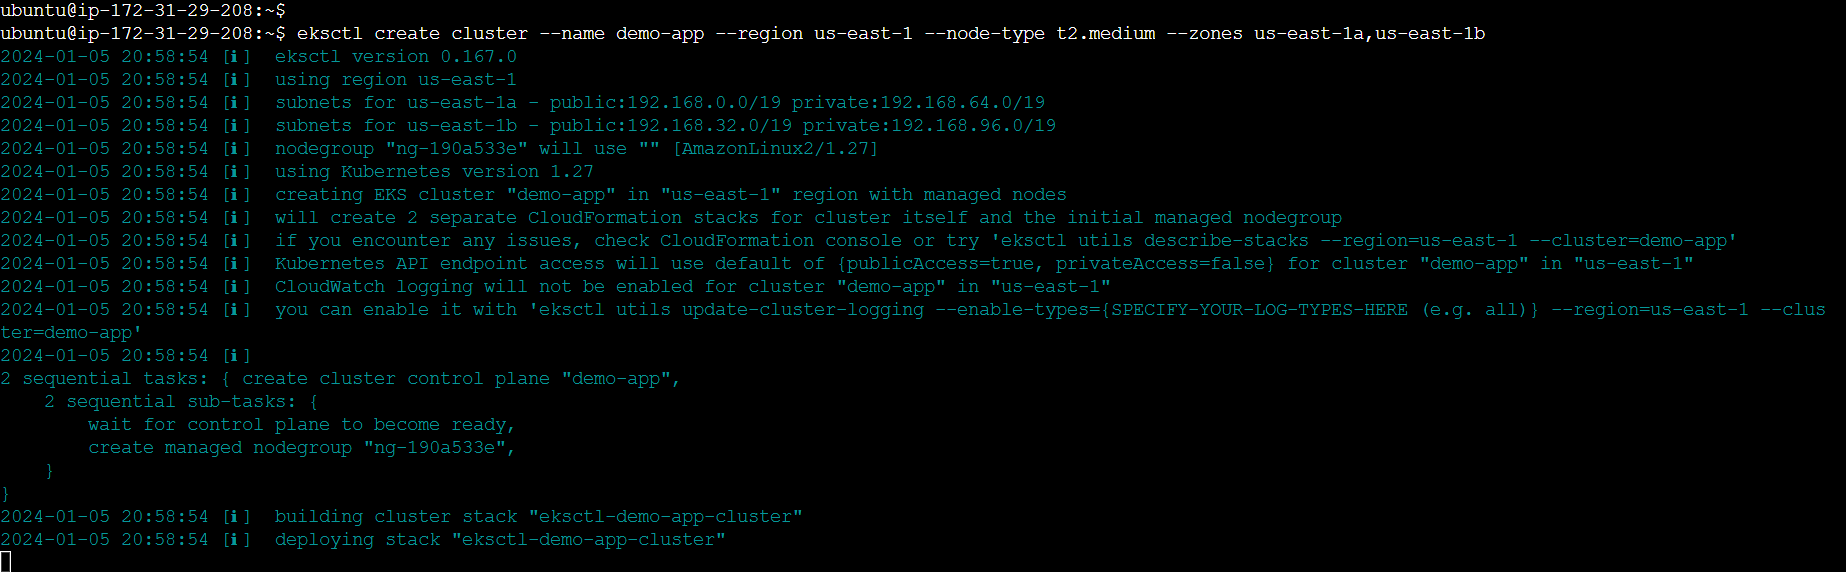 ubuntu@ip-172-31-29-208:~$
ubuntu@ip-172-31-29-208:~$ eksctl create cluster --name demo-app --region us-east-1 --node-type t2.medium --zones us-east-1a,us-east-1b
2024-01-05 20:58:54 [ℹ]  eksctl version 0.167.0
2024-01-05 20:58:54 [ℹ]  using region us-east-1
2024-01-05 20:58:54 [ℹ]  subnets for us-east-1a - public:192.168.0.0/19 private:192.168.64.0/19
2024-01-05 20:58:54 [ℹ]  subnets for us-east-1b - public:192.168.32.0/19 private:192.168.96.0/19
2024-01-05 20:58:54 [ℹ]  nodegroup "ng-190a533e" will use "" [AmazonLinux2/1.27]
2024-01-05 20:58:54 [ℹ]  using Kubernetes version 1.27
2024-01-05 20:58:54 [ℹ]  creating EKS cluster "demo-app" in "us-east-1" region with managed nodes
2024-01-05 20:58:54 [ℹ]  will create 2 separate CloudFormation stacks for cluster itself and the initial managed nodegroup
2024-01-05 20:58:54 [ℹ]  if you encounter any issues, check CloudFormation console or try 'eksctl utils describe-stacks --region=us-east-1 --cluster=demo-app'
2024-01-05 20:58:54 [ℹ]  Kubernetes API endpoint access will use default of {publicAccess=true, privateAccess=false} for cluster "demo-app" in "us-east-1"
2024-01-05 20:58:54 [ℹ]  CloudWatch logging will not be enabled for cluster "demo-app" in "us-east-1"
2024-01-05 20:58:54 [ℹ]  you can enable it with 'eksctl utils update-cluster-logging --enable-types={SPECIFY-YOUR-LOG-TYPES-HERE (e.g. all)} --region=us-east-1 --clus
ter=demo-app'
2024-01-05 20:58:54 [ℹ]
2 sequential tasks: { create cluster control plane "demo-app",
    2 sequential sub-tasks: {
        wait for control plane to become ready,
        create managed nodegroup "ng-190a533e",
    }
}
2024-01-05 20:58:54 [ℹ]  building cluster stack "eksctl-demo-app-cluster"
2024-01-05 20:58:54 [ℹ]  deploying stack "eksctl-demo-app-cluster"